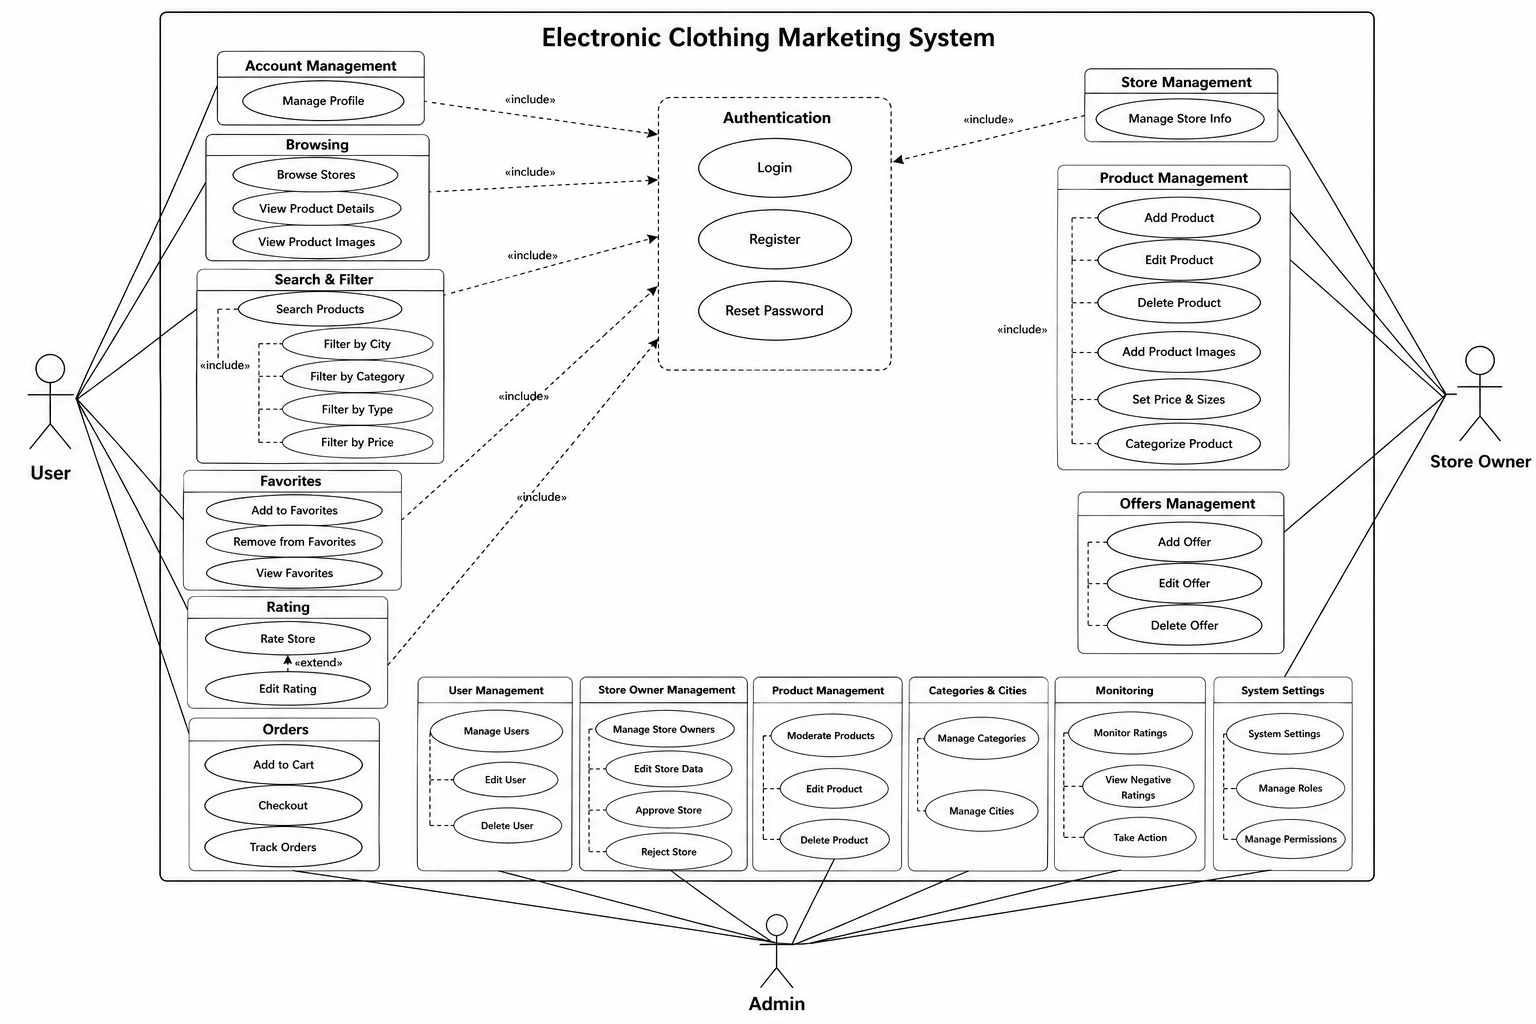 Electronic Clothing Marketing System
Account Management
Manage Profile
«include»
Browsing
Browse Stores
View Product Details
View Product Images
«include»
Search & Filter
Search Products
«include»
Filter by City
Filter by Category
Filter by Type
Filter by Price
«include»
Favorites
Add to Favorites
Remove from Favorites
View Favorites
«include»
Rating
Rate Store
«extend»
Edit Rating
«include»
Orders
Add to Cart
Checkout
Track Orders
Authentication
Login
Register
Reset Password
«include»
Store Management
Manage Store Info
Product Management
«include»
Add Product
Edit Product
Delete Product
Add Product Images
Set Price & Sizes
Categorize Product
Offers Management
Add Offer
Edit Offer
Delete Offer
User Management
Manage Users
Edit User
Delete User
Store Owner Management
Manage Store Owners
Edit Store Data
Approve Store
Reject Store
Product Management
Moderate Products
Edit Product
Delete Product
Categories & Cities
Manage Categories
Manage Cities
Monitoring
Monitor Ratings
View Negative
Ratings
Take Action
System Settings
System Settings
Manage Roles
Manage Permissions
User
Store Owner
Admin